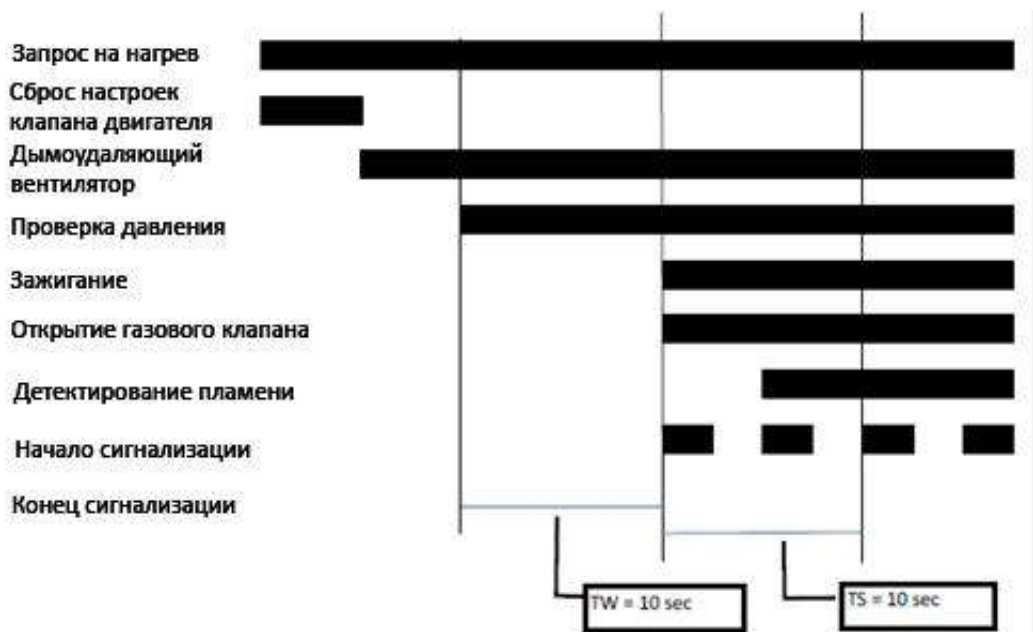 Запрос на нагрев
Сброс настроек
клапана двигателя
Дымоудаляющий
вентилятор
Проверка давления
Зажигание
Открытие газового клапана
Детектирование пламени
Начало сигнализации
Конец сигнализации
TW = 10 sec
TS = 10 sec